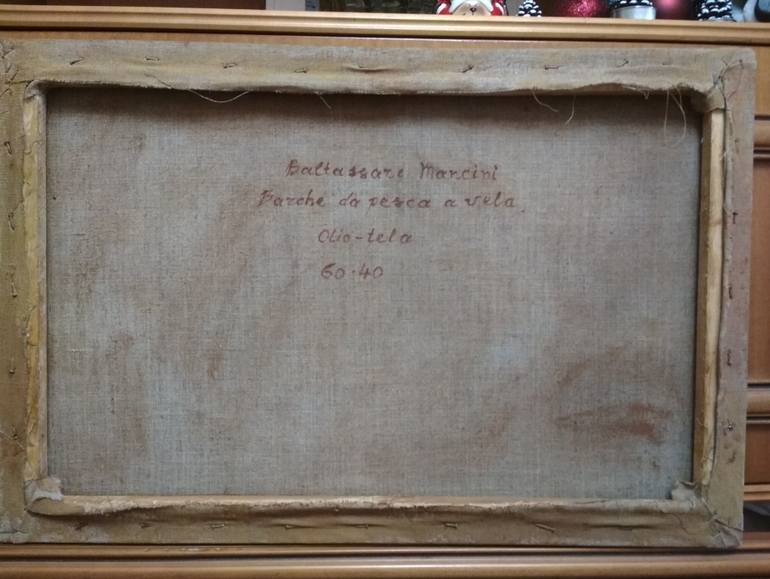 Baltassare Mancini
Barche da pesca a vela
Olio-tela
60·40